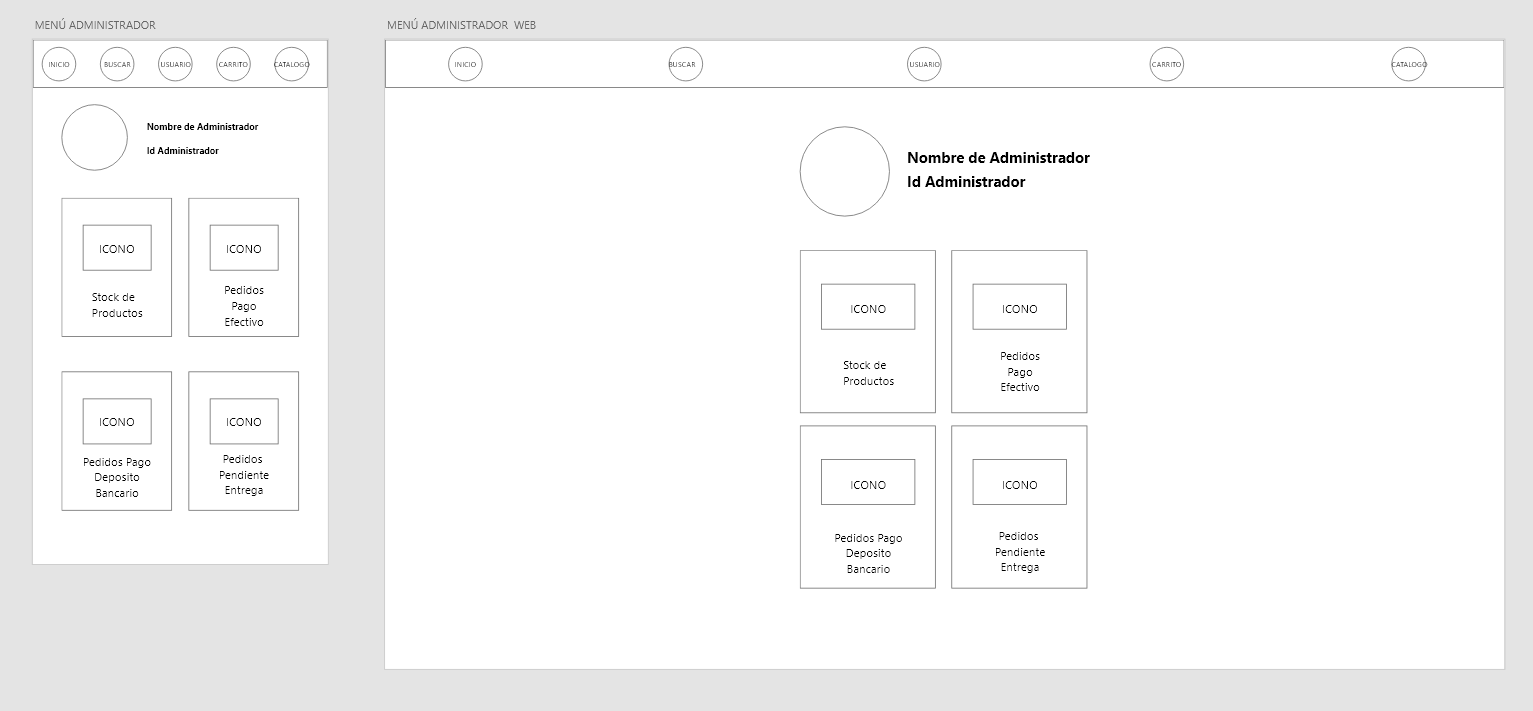 MENÚ ADMINISTRADOR
INICIO
BUSCAR
USUARIO
CARRITO
CATALOGO
Nombre de Administrador
Id Administrador
ICONO
Stock de
Productos
ICONO
Pedidos
Pago
Efectivo
ICONO
Pedidos Pago
Deposito
Bancario
ICONO
Pedidos
Pendiente
Entrega
MENÚ ADMINISTRADOR  WEB
INICIO
BUSCAR
USUARIO
CARRITO
CATALOGO
Nombre de Administrador
Id Administrador
ICONO
Stock de
Productos
ICONO
Pedidos
Pago
Efectivo
ICONO
Pedidos Pago
Deposito
Bancario
ICONO
Pedidos
Pendiente
Entrega